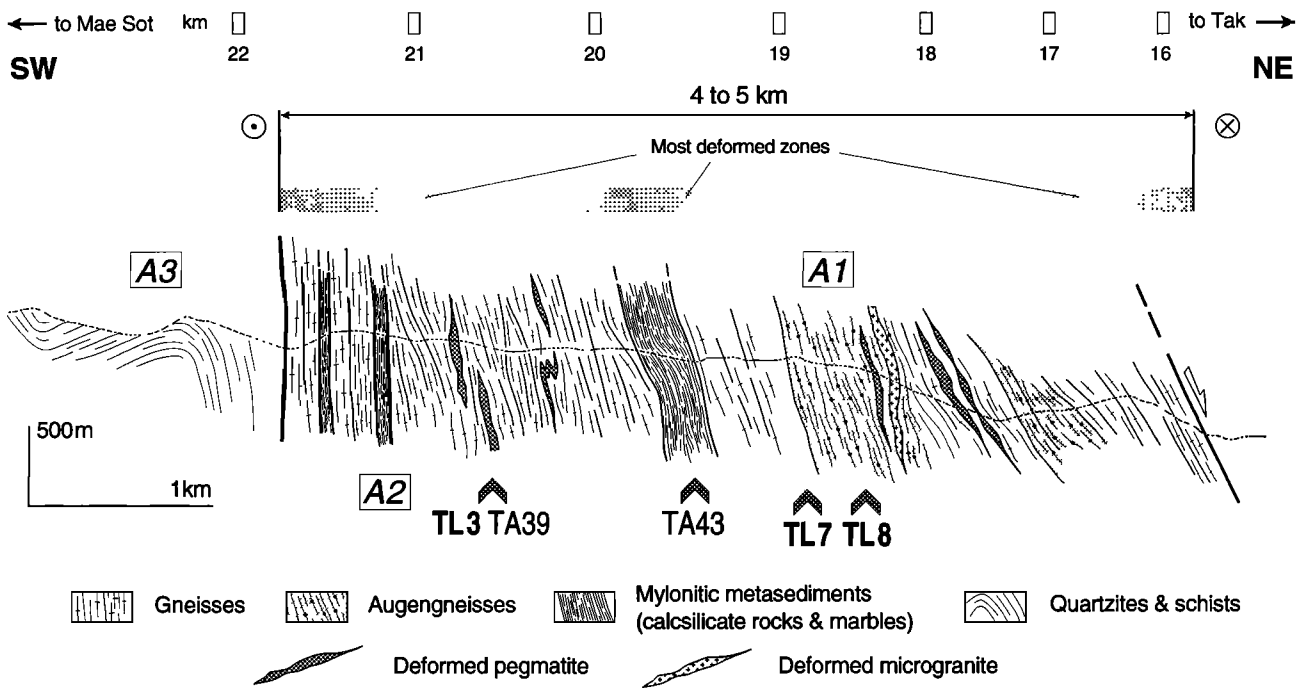 to Mae Sot km to Tak
22 21 20 19 18 17 16
SW NE
4 to 5 km
Most deformed zones
A3 A1
500m
1km
A2
TL3 TA39 TA43 TL7 TL8
Gneisses
Augengneisses
Mylonitic metasediments
(calcsilicate rocks & marbles)
Quartzites & schists
Deformed pegmatite
Deformed microgranite